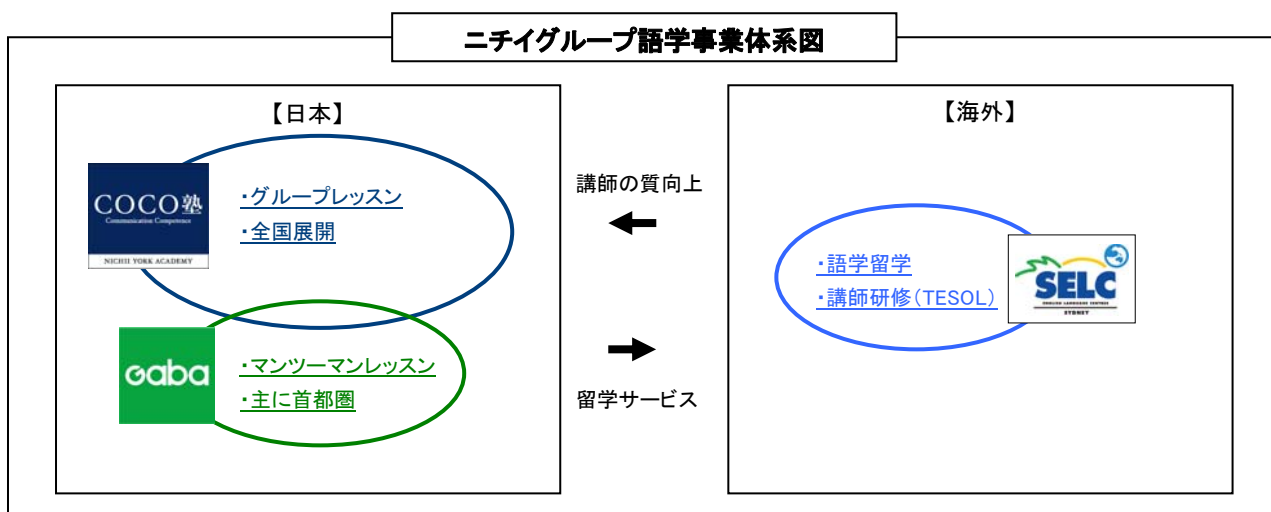 ニチイグループ語学事業体系図
【日本】
COCO塾
Communication Competence
NICHII YORK ACADEMY
・グループレッスン
・全国展開
Gaba
・マンツーマンレッスン
・主に首都圏
講師の質向上
留学サービス
【海外】
・語学留学
・講師研修(TESOL)
SELC
ENGLISH LANGUAGE CENTRES
SYDNEY